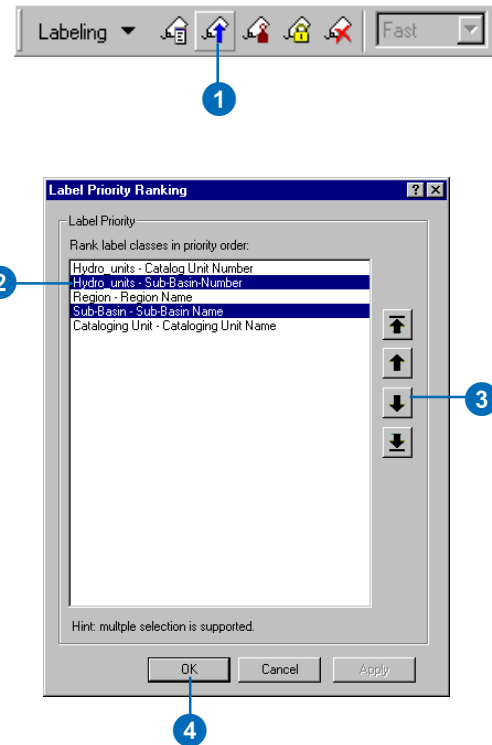 Labeling Fast
1
Label Priority Ranking
Label Priority
Rank label classes in priority order:
Hydro_units - Catalog Unit Number
2
Hydro_units - Sub-Basin-Number
Region - Region Name
Sub-Basin - Sub-Basin Name
Cataloging Unit - Cataloging Unit Name
3
Hint: multple selection is supported.
OK Cancel Apply
4